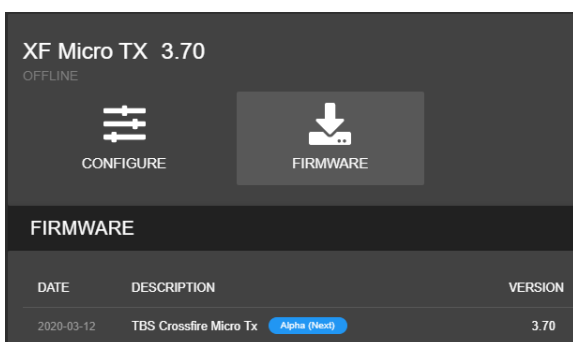 XF Micro TX 3.70
OFFLINE
CONFIGURE FIRMWARE
FIRMWARE
DATE DESCRIPTION VERSION
2020-03-12 TBS Crossfire Micro Tx Alpha (Next) 3.70